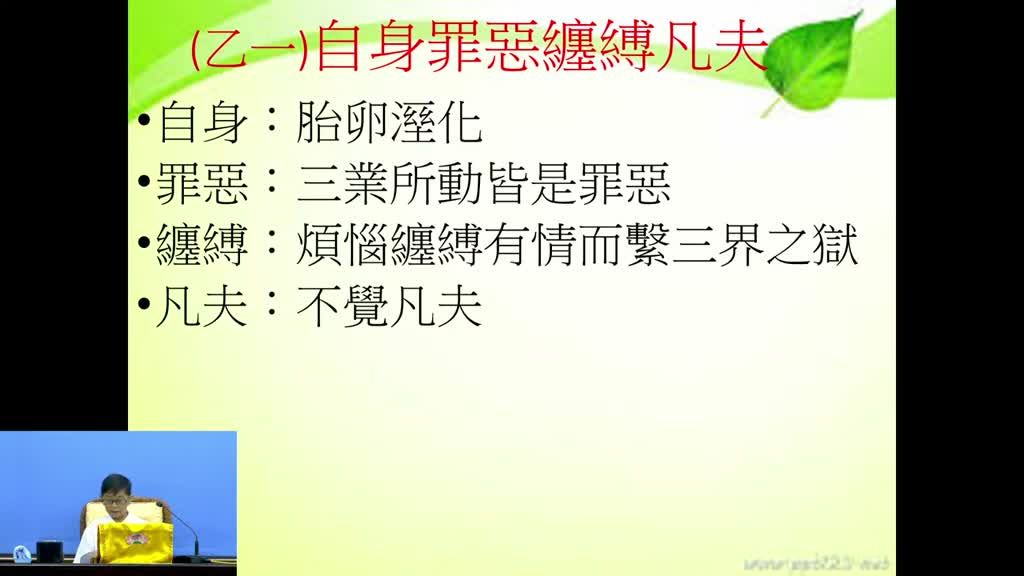 (乙一)自身罪惡纏縛凡夫
•自身：胎卵溼化
•罪惡：三業所動皆是罪惡
•纏縛：煩惱纏縛有情而繫三界之獄
•凡夫：不覺凡夫